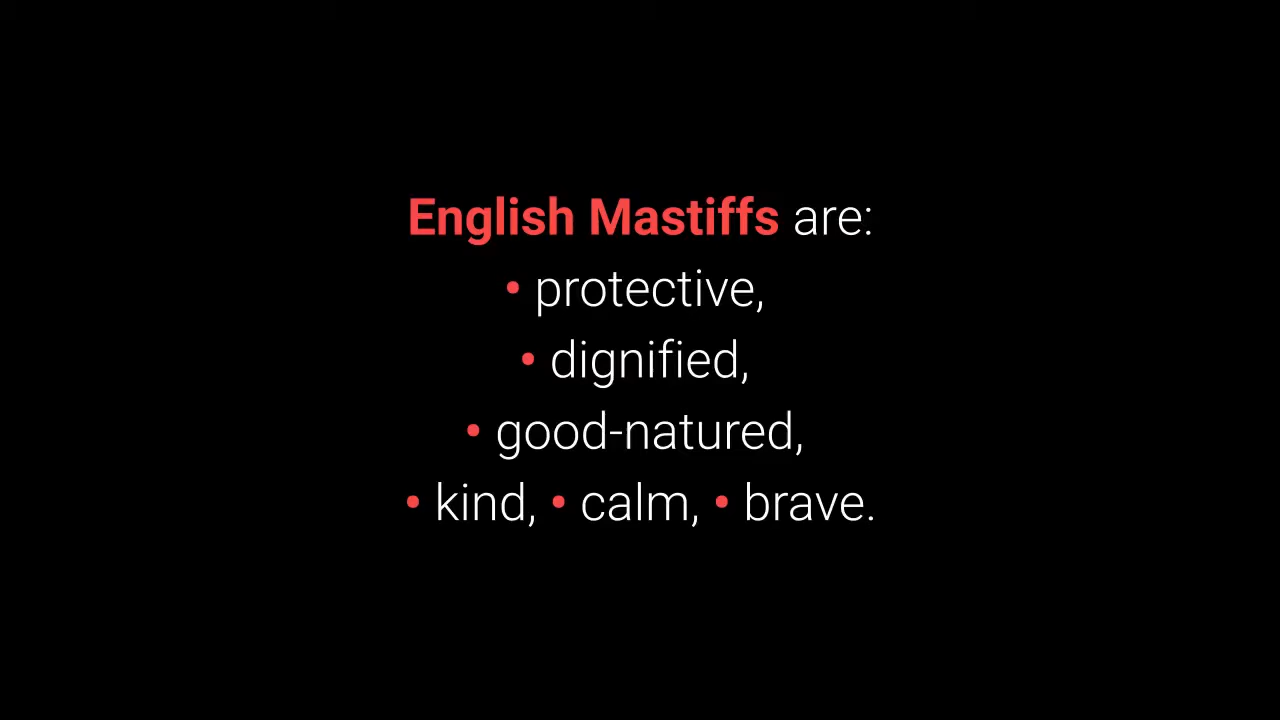 English Mastiffs are:
• protective,
• dignified,
• good-natured,
• kind, • calm, • brave.